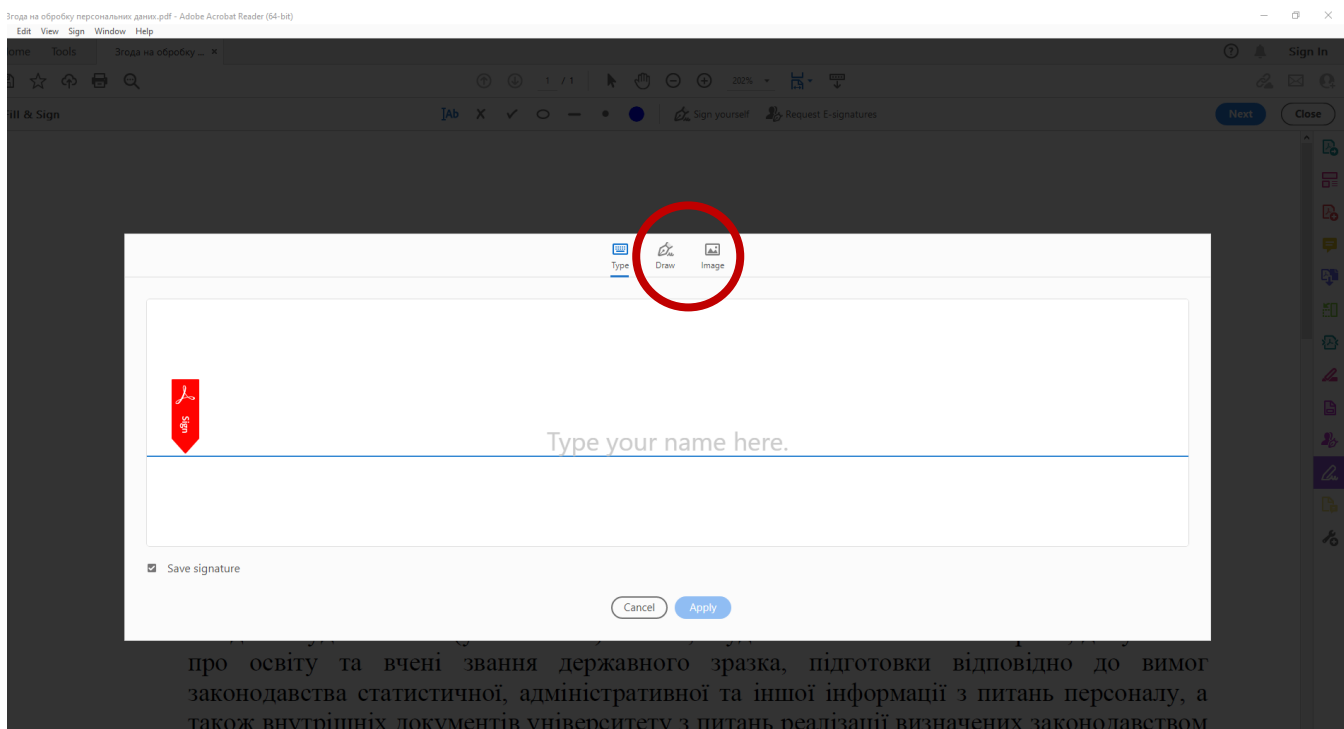 Згода на обробку персональних даних.pdf - Adobe Acrobat Reader (64-bit)
Edit View Sign Window Help
Tools Згода на обробку ... × Sign In
1 / 1 202%
ill & Sign Ab Sign yourself Request E-signatures Next Close
Type Draw Image
Sign
Type your name here.
Save signature
Cancel Apply
про освіту та вчені звання державного зразка, підготовки відповідно до вимог
законодавства статистичної, адміністративної та іншої інформації з питань персоналу, а
також внутрішніх документів університету з питань реалізації визначених законодавством